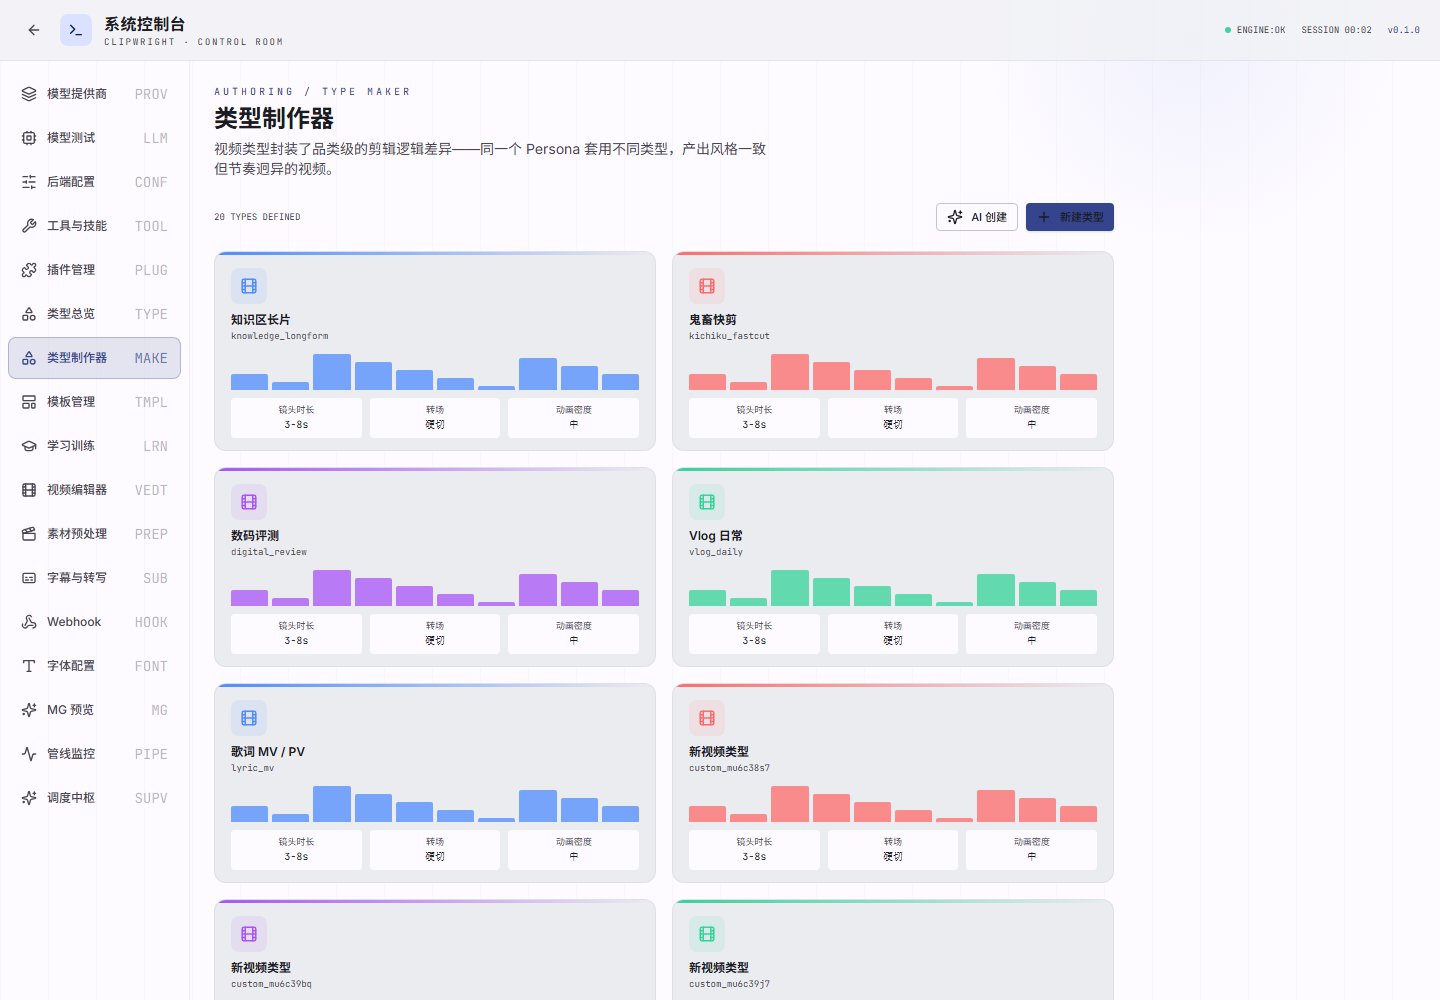 系统控制台
CLIPWRIGHT · CONTROL ROOM
ENGINE:OK
SESSION 00:02
v0.1.0
模型提供商 PROV
模型测试 LLM
后端配置 CONF
工具与技能 TOOL
插件管理 PLUG
类型总览 TYPE
类型制作器 MAKE
模板管理 TMPL
学习训练 LRN
视频编辑器 VEDT
素材预处理 PREP
字幕与转写 SUB
Webhook HOOK
字体配置 FONT
MG 预览 MG
管线监控 PIPE
调度中枢 SUPV
AUTHORING / TYPE MAKER
类型制作器
视频类型封装了品类级的剪辑逻辑差异——同一个 Persona 套用不同类型，产出风格一致
但节奏迥异的视频。
20 TYPES DEFINED
AI 创建
新建类型
知识区长片
knowledge_longform
镜头时长 转场 动画密度
3-8s 硬切 中
鬼畜快剪
kichiku_fastcut
镜头时长 转场 动画密度
3-8s 硬切 中
数码评测
digital_review
镜头时长 转场 动画密度
3-8s 硬切 中
Vlog 日常
vlog_daily
镜头时长 转场 动画密度
3-8s 硬切 中
歌词 MV / PV
lyric_mv
镜头时长 转场 动画密度
3-8s 硬切 中
新视频类型
custom_mu6c38s7
镜头时长 转场 动画密度
3-8s 硬切 中
新视频类型
custom_mu6c39bq
新视频类型
custom_mu6c39j7